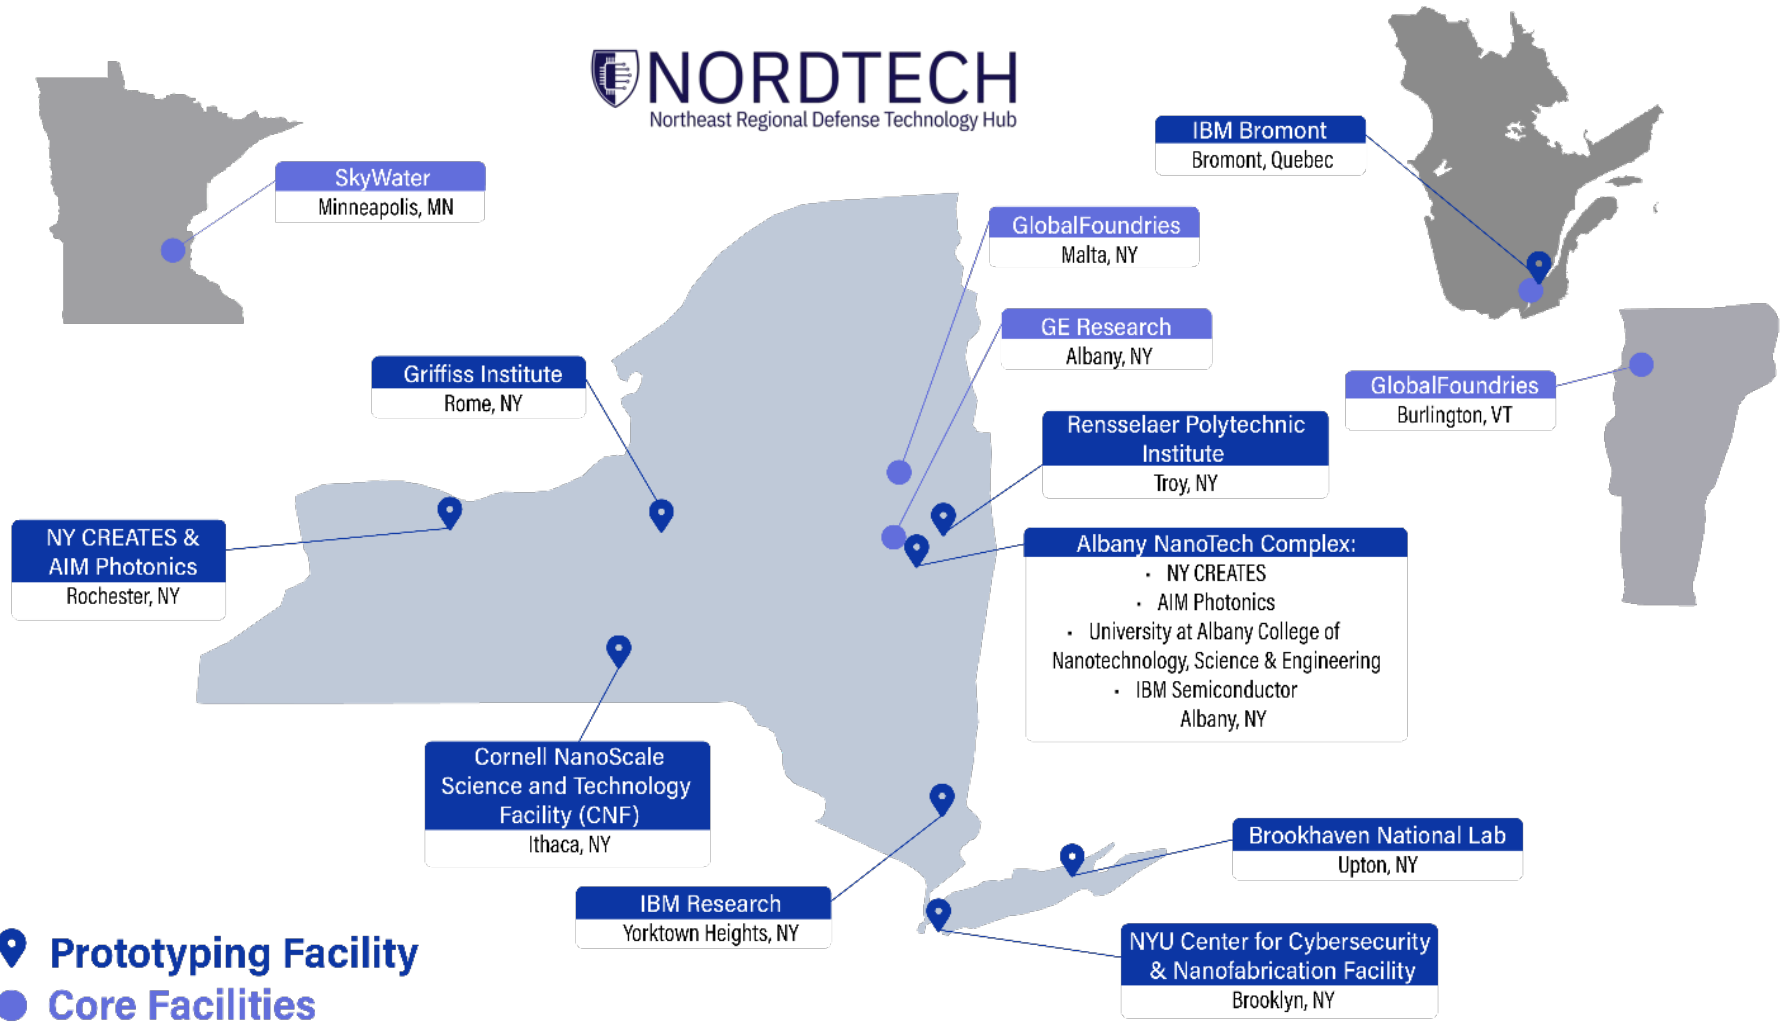 NORDTECH
Northeast Regional Defense Technology Hub
SkyWater
Minneapolis, MN
IBM Bromont
Bromont, Quebec
GlobalFoundries
Malta, NY
GE Research
Albany, NY
GlobalFoundries
Burlington, VT
Griffiss Institute
Rome, NY
Rensselaer Polytechnic
Institute
Troy, NY
NY CREATES &
AIM Photonics
Rochester, NY
Albany NanoTech Complex:
· NY CREATES
· AIM Photonics
· University at Albany College of
Nanotechnology, Science & Engineering
· IBM Semiconductor
Albany, NY
Cornell NanoScale
Science and Technology
Facility (CNF)
Ithaca, NY
IBM Research
Yorktown Heights, NY
Brookhaven National Lab
Upton, NY
NYU Center for Cybersecurity
& Nanofabrication Facility
Brooklyn, NY
Prototyping Facility
Core Facilities